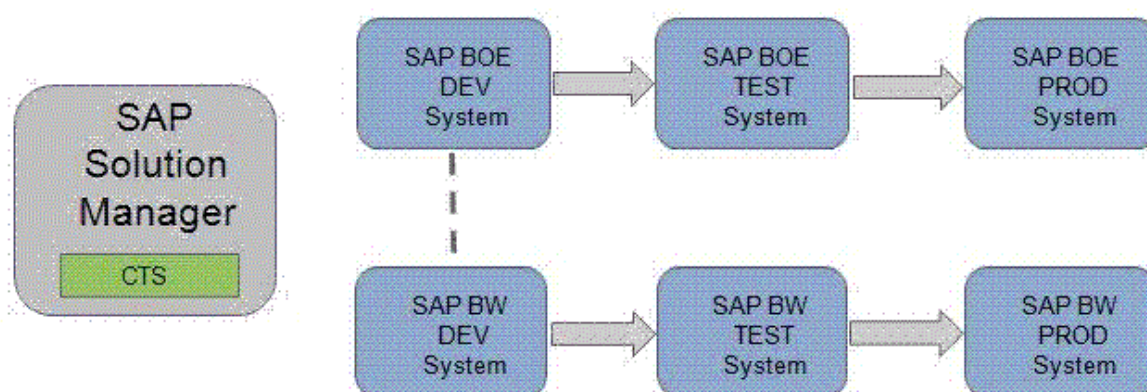 SAP
Solution
Manager
CTS
SAP BOE
DEV
System
SAP BOE
TEST
System
SAP BOE
PROD
System
SAP BW
DEV
System
SAP BW
TEST
System
SAP BW
PROD
System